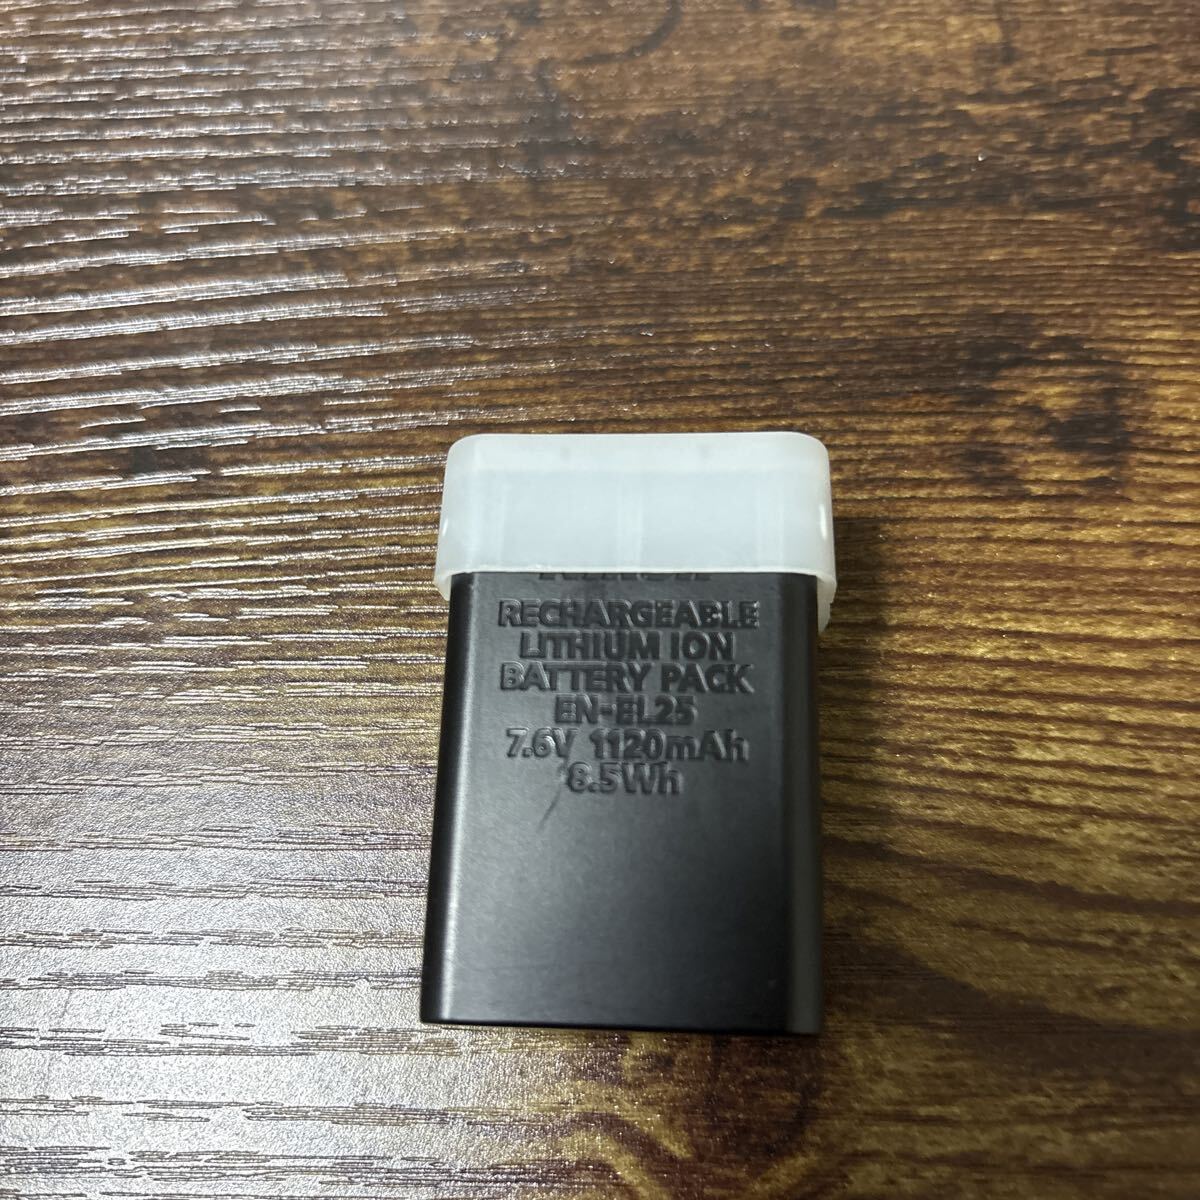 RECHARGEABLE
LITHIUM ION
BATTERY PACK
EN-EL25
7.6V 1120mAh
8.5Wh